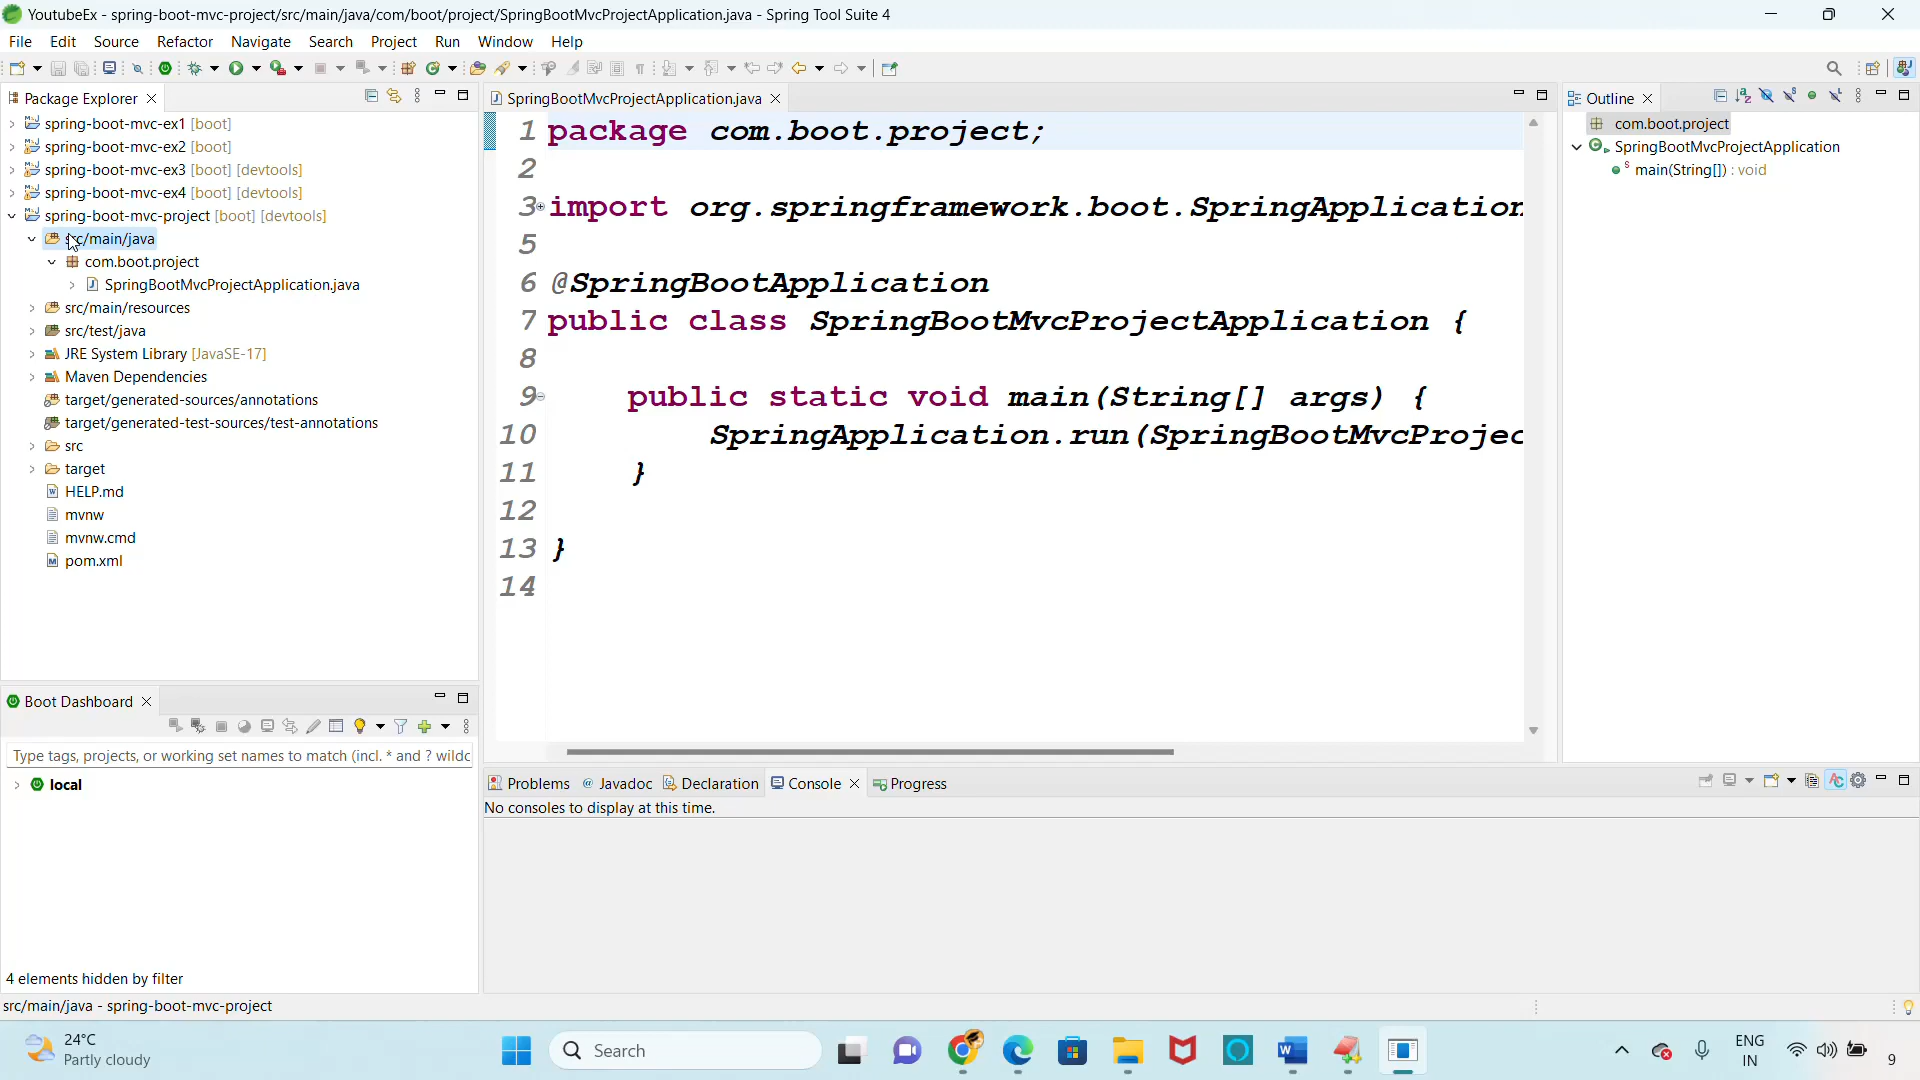 YoutubeEx - spring-boot-mvc-project/src/main/java/com/boot/project/SpringBootMvcProjectApplication.java - Spring Tool Suite 4
File Edit Source Refactor Navigate Search Project Run Window Help
Package Explorer
spring-boot-mvc-ex1 [boot]
spring-boot-mvc-ex2 [boot]
spring-boot-mvc-ex3 [boot] [devtools]
spring-boot-mvc-ex4 [boot] [devtools]
spring-boot-mvc-project [boot] [devtools]
src/main/java
com.boot.project
SpringBootMvcProjectApplication.java
src/main/resources
src/test/java
JRE System Library [JavaSE-17]
Maven Dependencies
target/generated-sources/annotations
target/generated-test-sources/test-annotations
src
target
HELP.md
mvnw
mvnw.cmd
pom.xml
Boot Dashboard
Type tags, projects, or working set names to match (incl. * and ? wildc
local
4 elements hidden by filter
SpringBootMvcProjectApplication.java
1 package com.boot.project;
2
3 import org.springframework.boot.SpringApplication
5
6 @SpringBootApplication
7 public class SpringBootMvcProjectApplication {
8
9 public static void main(String[] args) {
10 SpringApplication.run(SpringBootMvcProjec
11 }
12
13 }
14
Outline
com.boot.project
SpringBootMvcProjectApplication
main(String[]) : void
Problems @ Javadoc Declaration Console Progress
No consoles to display at this time.
src/main/java - spring-boot-mvc-project
24°C
Partly cloudy
Search
ENG
IN
9